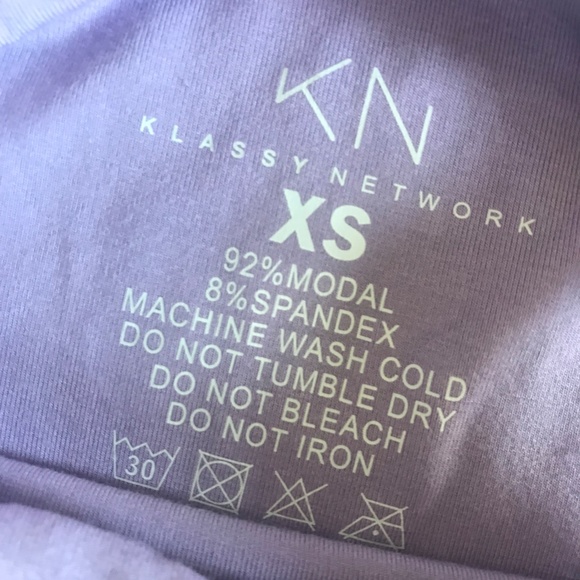 KN
KLASSY NETWORK
XS
92%MODAL
8%SPANDEX
MACHINE WASH COLD
DO NOT TUMBLE DRY
DO NOT BLEACH
DO NOT IRON
30